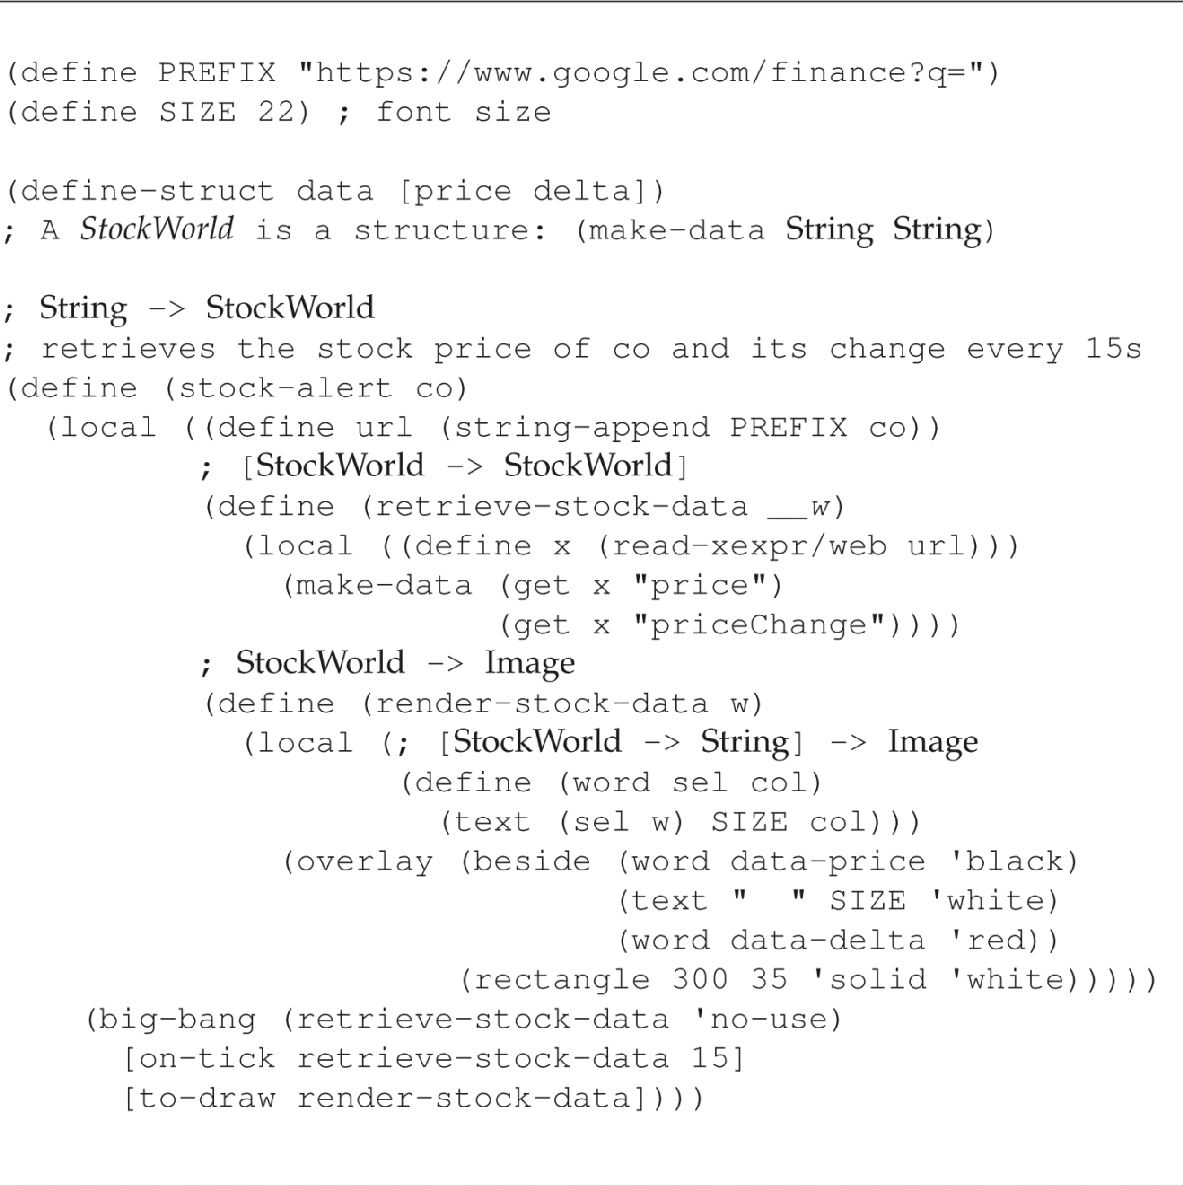 (define PREFIX "https://www.google.com/finance?q=")
(define SIZE 22) ; font size
(define-struct data [price delta])
; A StockWorld is a structure: (make-data String String)
; String -> StockWorld
; retrieves the stock price of co and its change every 15s
(define (stock-alert co)
(local ((define url (string-append PREFIX co))
; [StockWorld -> StockWorld]
(define (retrieve-stock-data __w)
(local ((define x (read-xexpr/web url)))
(make-data (get x "price")
(get x "priceChange"))))
; StockWorld -> Image
(define (render-stock-data w)
(local (; [StockWorld -> String] -> Image
(define (word sel col)
(text (sel w) SIZE col)))
(overlay (beside (word data-price 'black)
(text "  " SIZE 'white)
(word data-delta 'red))
(rectangle 300 35 'solid 'white)))))
(big-bang (retrieve-stock-data 'no-use)
[on-tick retrieve-stock-data 15]
[to-draw render-stock-data])))